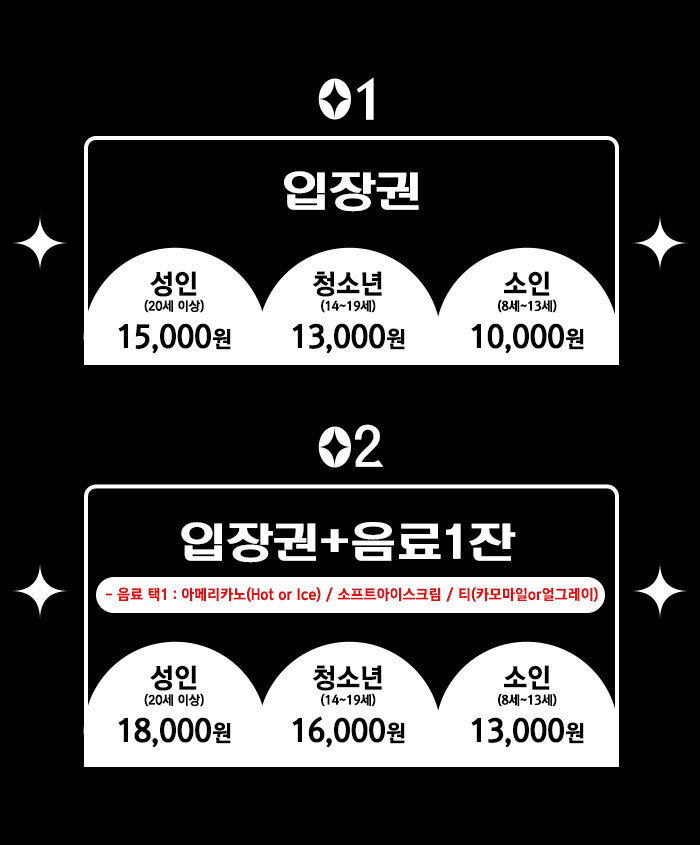 01
입장권
성인 청소년 소인
(20세 이상) (14~19세) (8세~13세)
15,000원 13,000원 10,000원
02
입장권+음료1잔
- 음료 택1 : 아메리카노(Hot or Ice) / 소프트아이스크림 / 티(카모마일or얼그레이)
성인 청소년 소인
(20세 이상) (14~19세) (8세~13세)
18,000원 16,000원 13,000원